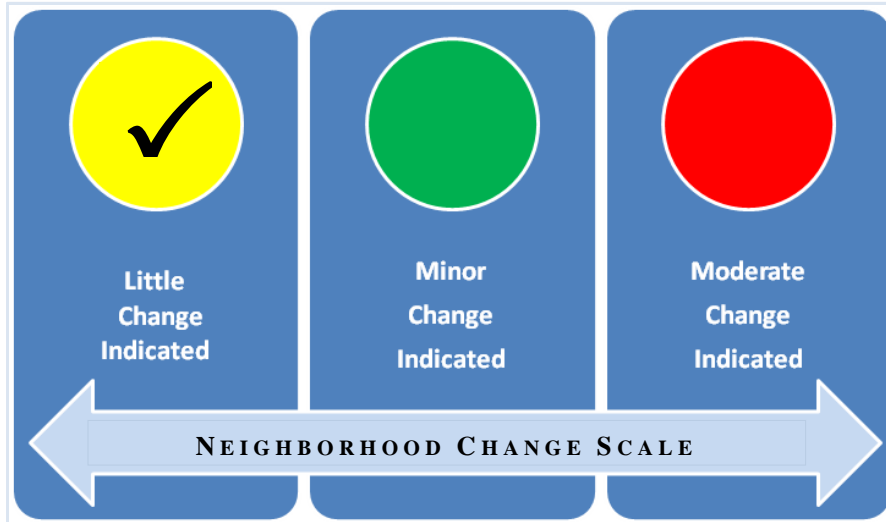 Little
Change
Indicated
Minor
Change
Indicated
Moderate
Change
Indicated
NEIGHBORHOOD CHANGE SCALE